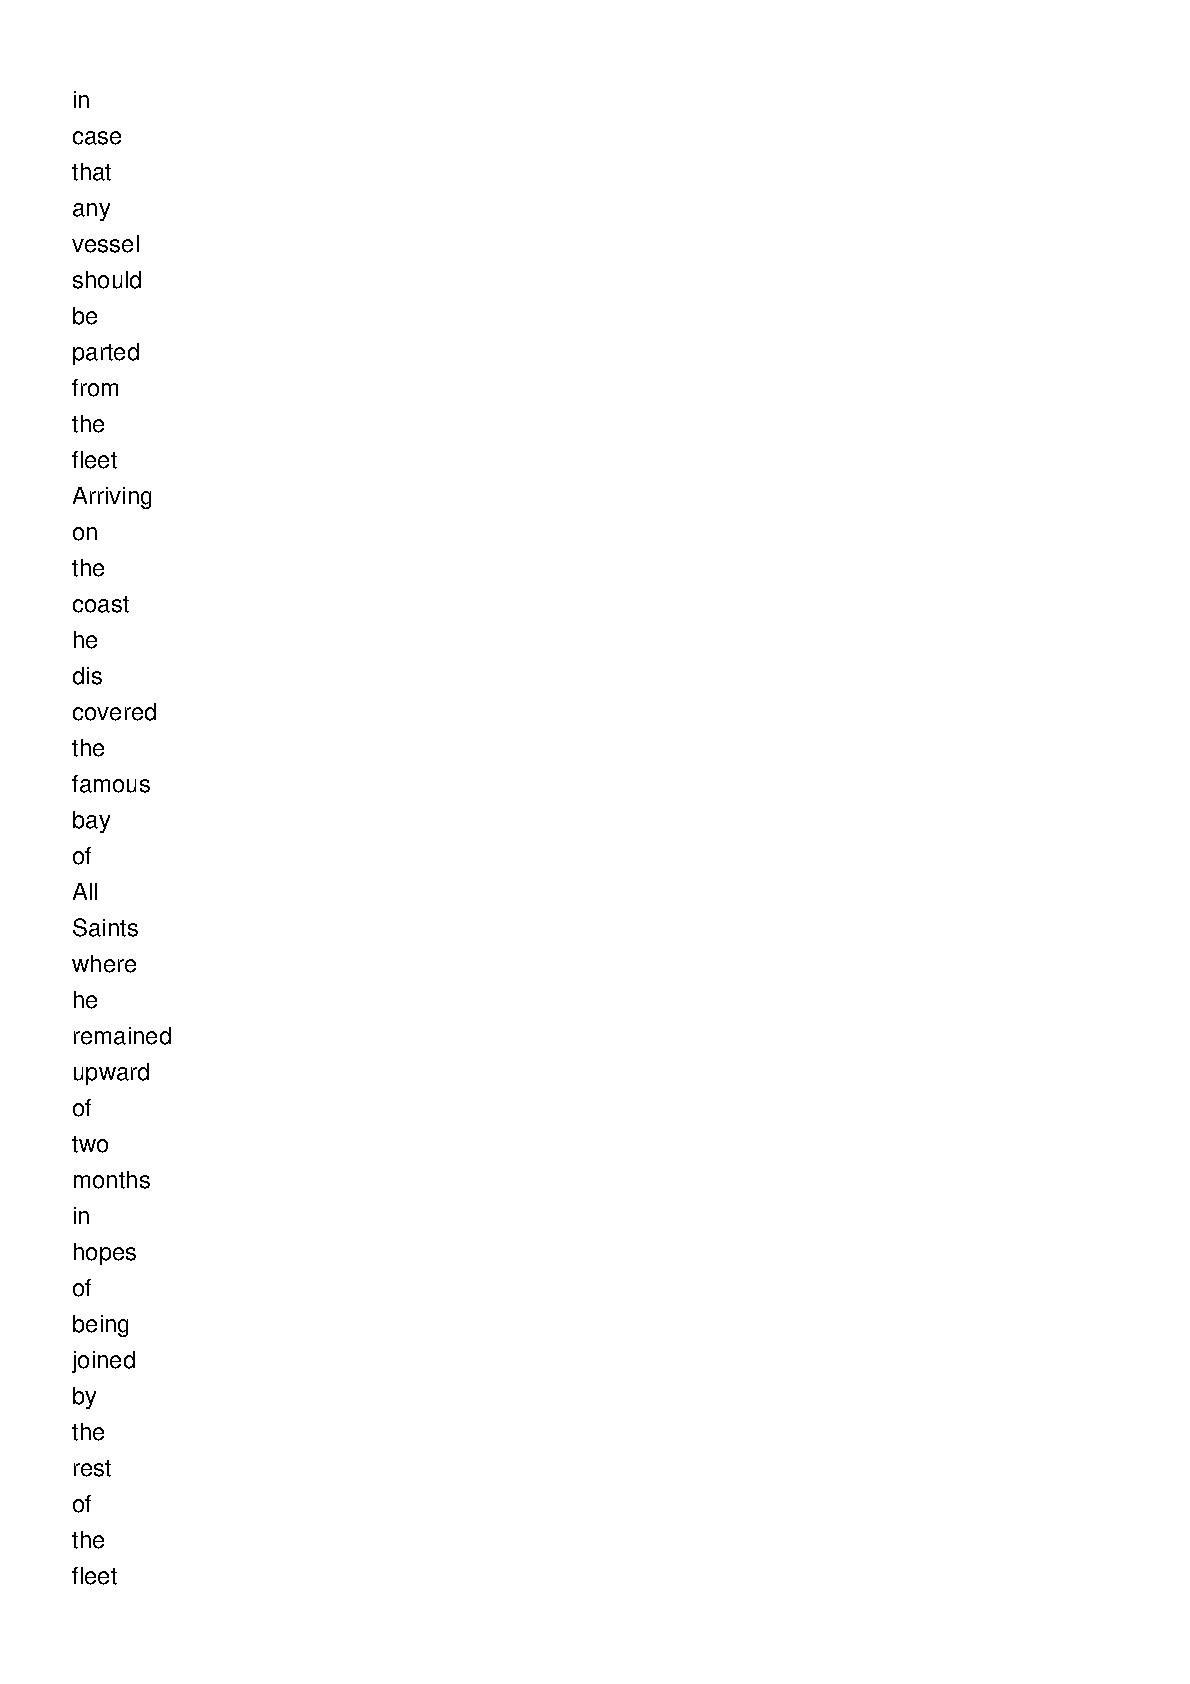 in
case
that
any
vessel
should
be
parted
from
the
fleet
Arriving
on
the
coast
he
dis
covered
the
famous
bay
of
All
Saints
where
he
remained
upward
of
two
months
in
hopes
of
being
joined
by
the
rest
of
the
fleet